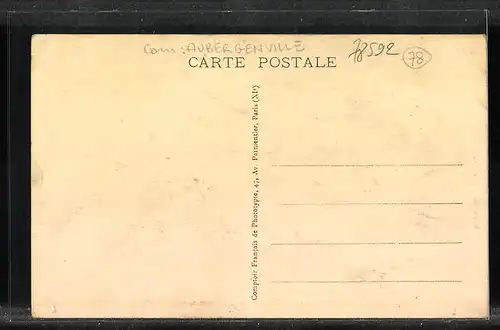 Com: AUBERGENVILLE
78592
78
CARTE POSTALE
Comptoir Français de Phototypie, 47, Av. Parmentier, Paris (XIe)